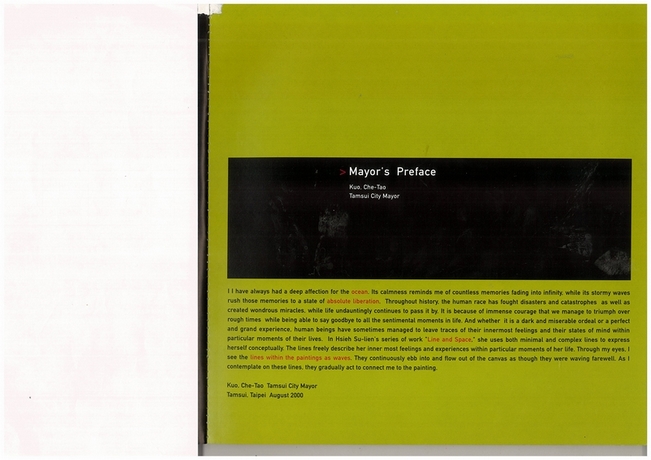 > Mayor's Preface
Kuo, Che-Tao
Tamsui City Mayor
I I have always had a deep affection for the ocean. Its calmness reminds me of countless memories fading into infinity, while its stormy waves
rush those memories to a state of absolute liberation. Throughout history, the human race has fought disasters and catastrophes as well as
created wondrous miracles, while life undauntingly continues to pass it by. It is because of immense courage that we manage to triumph over
rough times while being able to say goodbye to all the sentimental moments in life. And whether it is a dark and miserable ordeal or a perfect
and grand experience, human beings have sometimes managed to leave traces of their innermost feelings and their states of mind within
particular moments of their lives. In Hsieh Su-lien's series of work "Line and Space," she uses both minimal and complex lines to express
herself conceptually. The lines freely describe her inner most feelings and experiences within particular moments of her life. Through my eyes, I
see the lines within the paintings as waves. They continuously ebb into and flow out of the canvas as though they were waving farewell. As I
contemplate on these lines, they gradually act to connect me to the painting.
Kuo, Che-Tao Tamsui City Mayor
Tamsui, Taipei August 2000